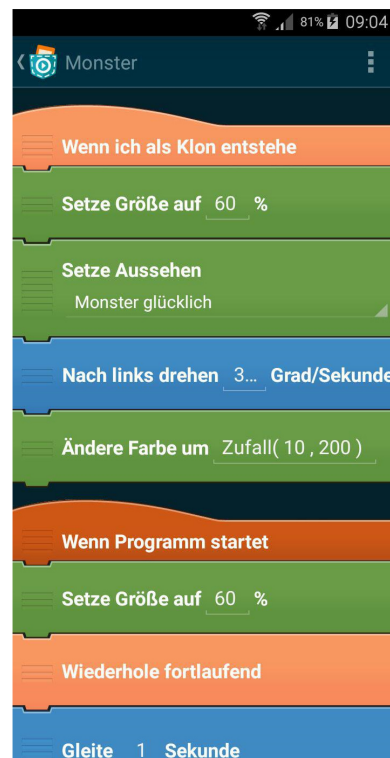 81% 09:04
Monster
Wenn ich als Klon entstehe
Setze Größe auf 60 %
Setze Aussehen
Monster glücklich
Nach links drehen 3... Grad/Sekunde
Ändere Farbe um Zufall( 10 , 200 )
Wenn Programm startet
Setze Größe auf 60 %
Wiederhole fortlaufend
Gleite 1 Sekunde